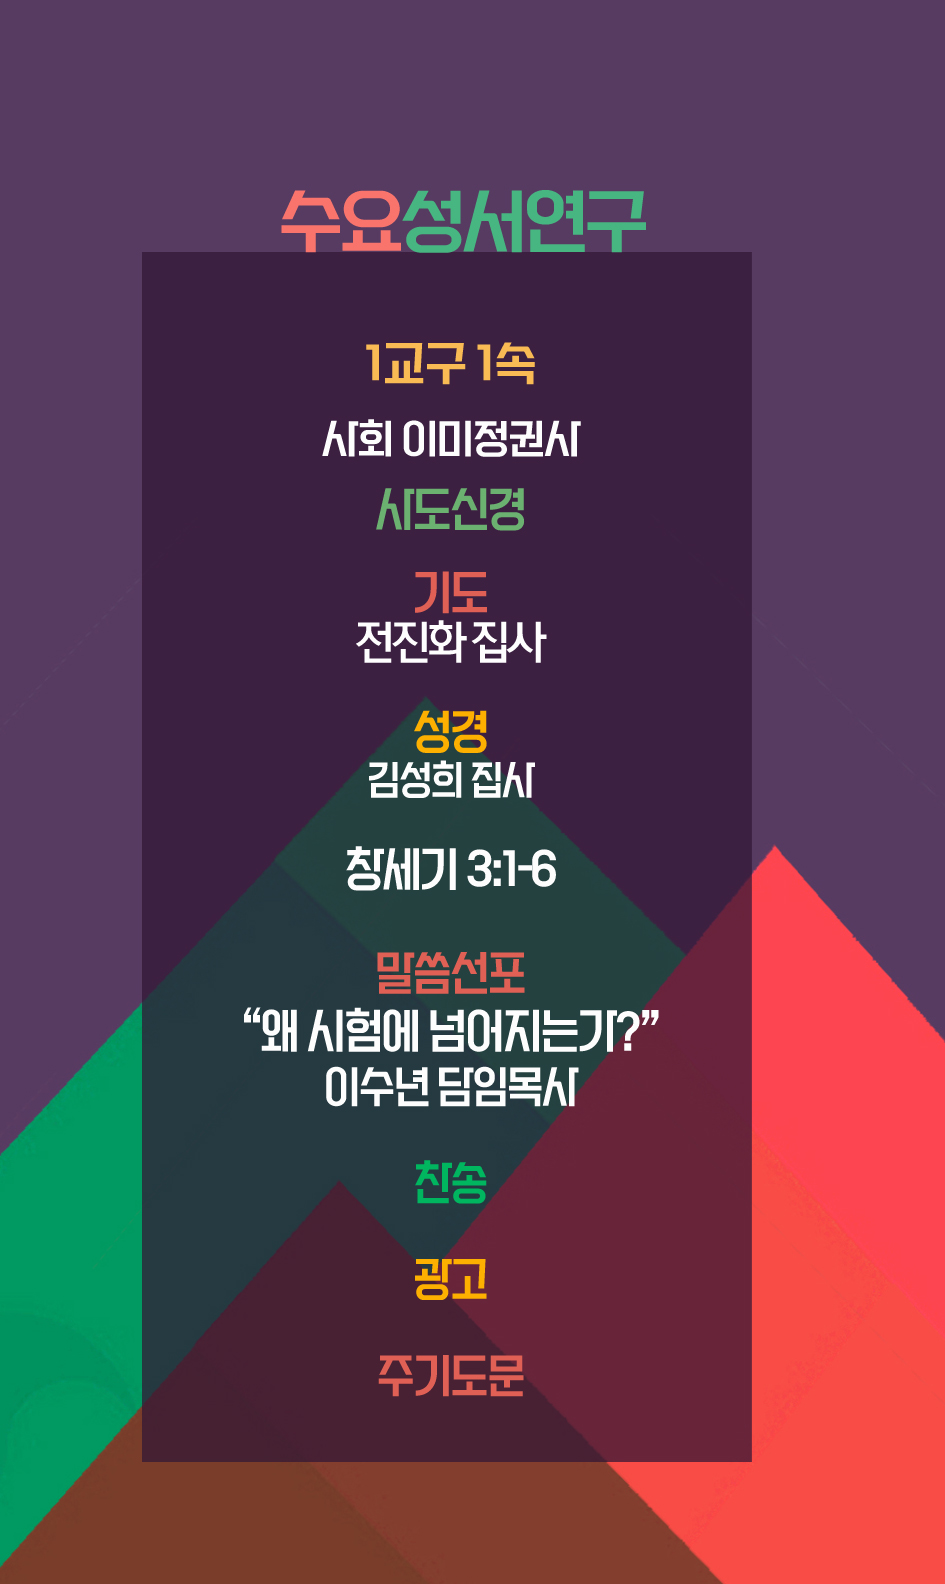 수요성서연구
1교구 1속
사회 이미정권사
사도신경
기도
전진화 집사
성경
김성희 집사
창세기 3:1-6
말씀선포
“왜 시험에 넘어지는가?”
이수년 담임목사
찬송
광고
주기도문